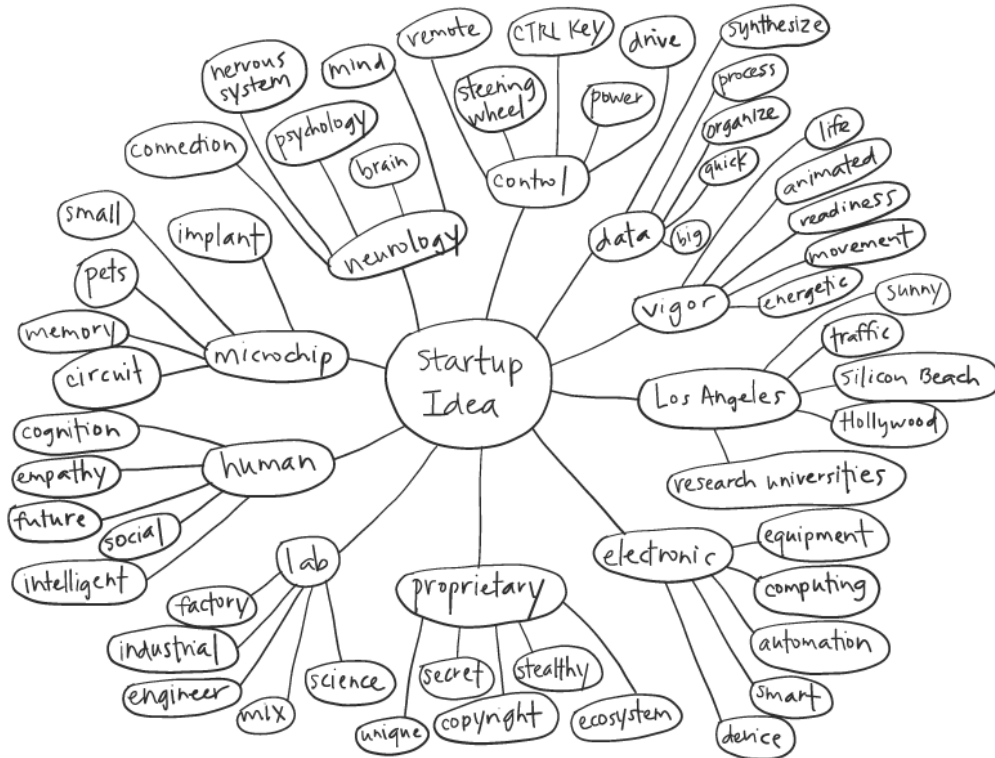 Startup
Idea
neurology
connection
nervous
system
psychology
brain
mind
control
remote
steering
wheel
CTRL Key
power
drive
data
synthesize
process
organize
quick
big
vigor
life
animated
readiness
movement
energetic
Los Angeles
sunny
traffic
Silicon Beach
Hollywood
research universities
electronic
equipment
computing
automation
smart
device
proprietary
unique
secret
copyright
stealthy
ecosystem
lab
factory
industrial
engineer
mix
science
human
cognition
empathy
future
social
intelligent
microchip
small
implant
pets
memory
circuit